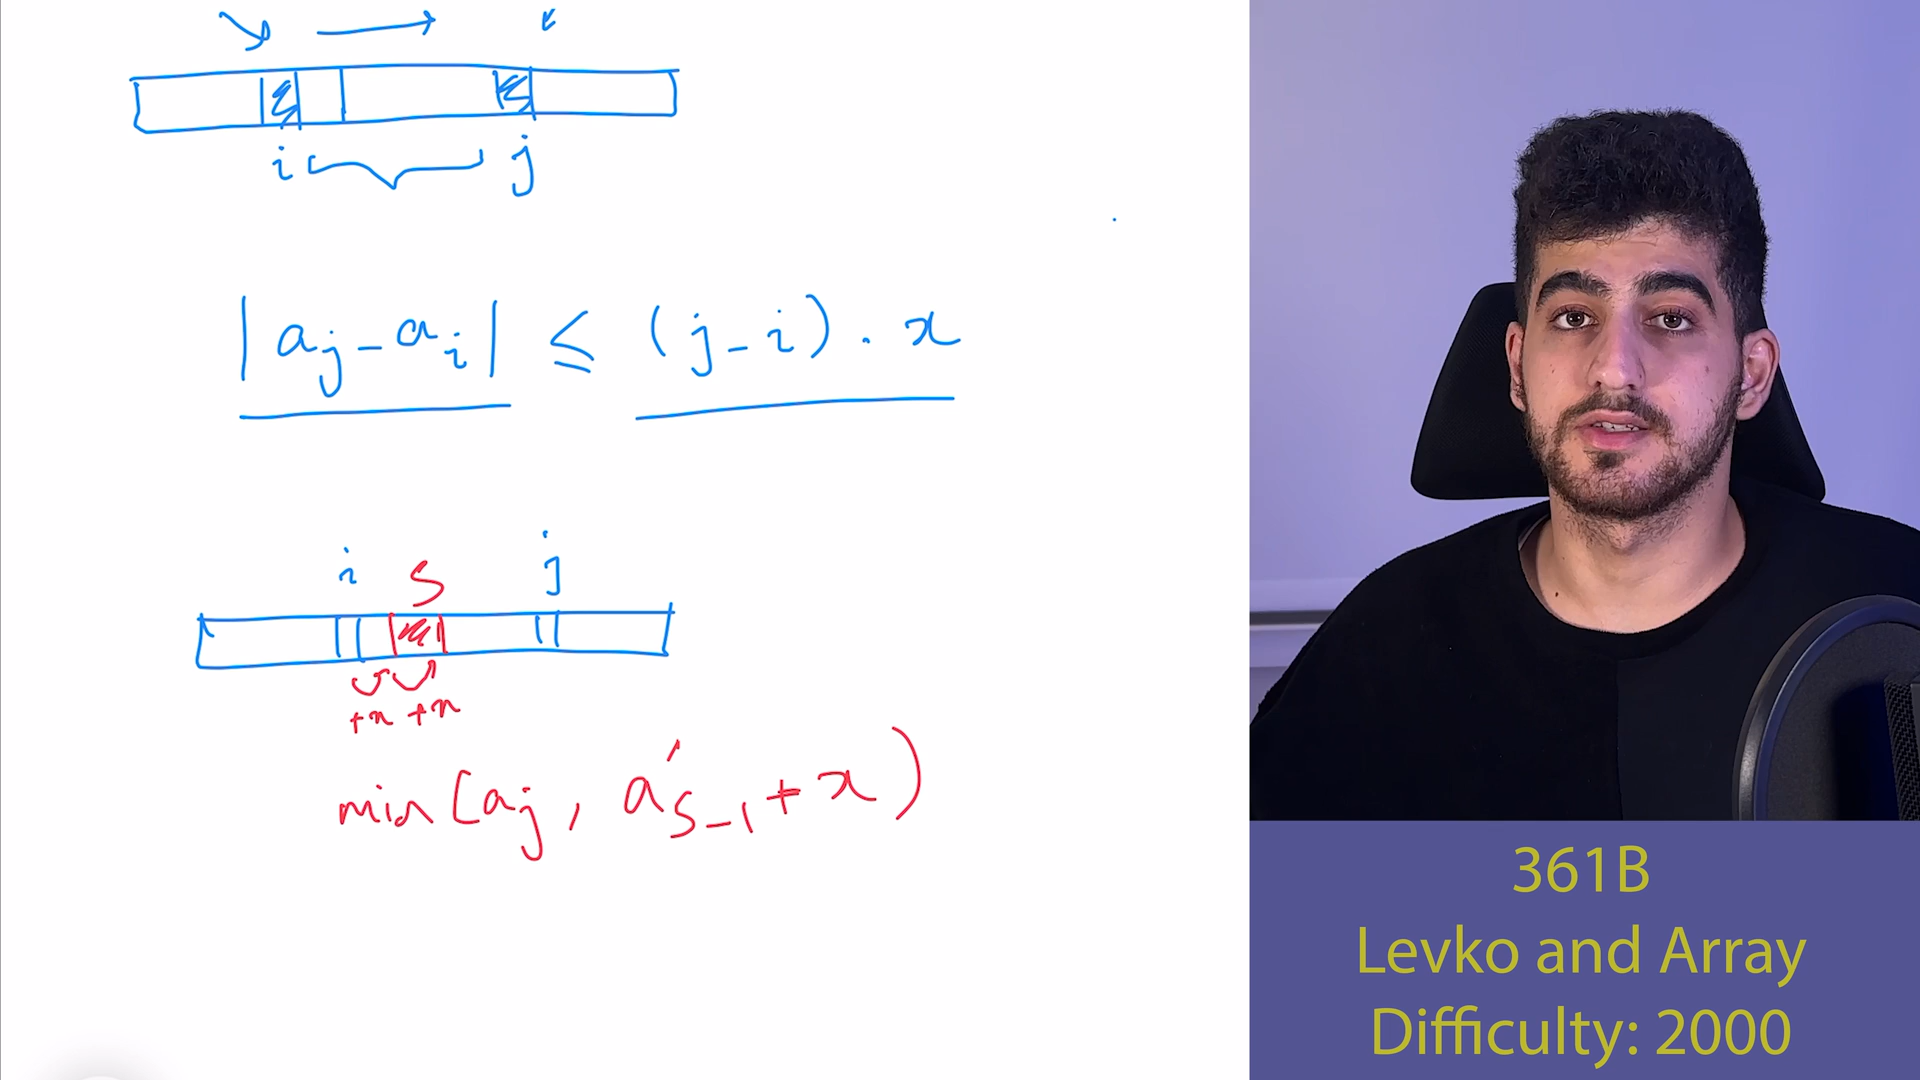 i j
|aj - ai| ≤ (j - i) . x
i S j
+x +x
min(aj, a's-1 + x)
361B
Levko and Array
Difficulty: 2000